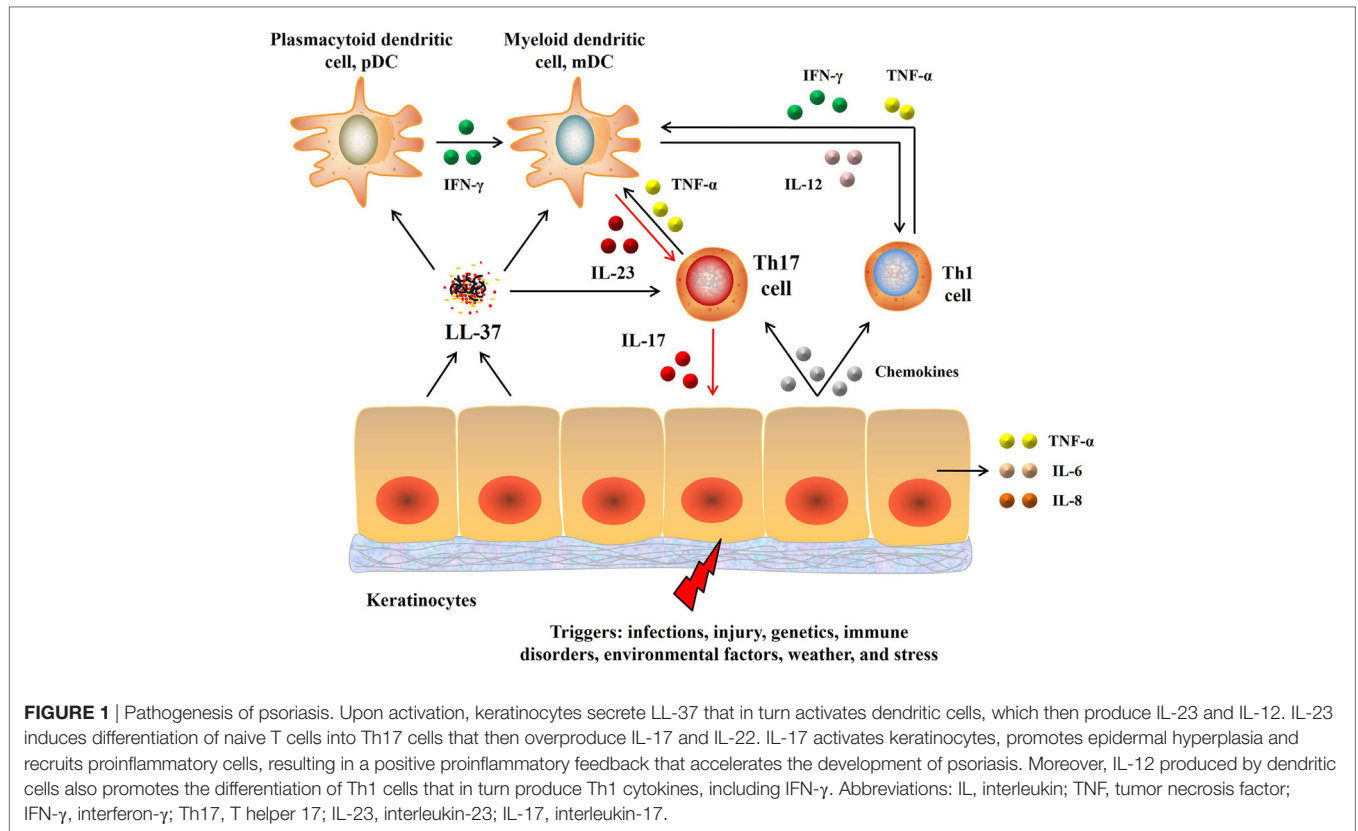 Plasmacytoid dendritic
cell, pDC
Myeloid dendritic
cell, mDC
IFN-γ
TNF-α
IFN-γ
TNF-α
IL-12
IL-23
Th17
cell
Th1
cell
LL-37
IL-17
Chemokines
TNF-α
IL-6
IL-8
Keratinocytes
Triggers: infections, injury, genetics, immune
disorders, environmental factors, weather, and stress
FIGURE 1 | Pathogenesis of psoriasis. Upon activation, keratinocytes secrete LL-37 that in turn activates dendritic cells, which then produce IL-23 and IL-12. IL-23
induces differentiation of naive T cells into Th17 cells that then overproduce IL-17 and IL-22. IL-17 activates keratinocytes, promotes epidermal hyperplasia and
recruits proinflammatory cells, resulting in a positive proinflammatory feedback that accelerates the development of psoriasis. Moreover, IL-12 produced by dendritic
cells also promotes the differentiation of Th1 cells that in turn produce Th1 cytokines, including IFN-γ. Abbreviations: IL, interleukin; TNF, tumor necrosis factor;
IFN-γ, interferon-γ; Th17, T helper 17; IL-23, interleukin-23; IL-17, interleukin-17.